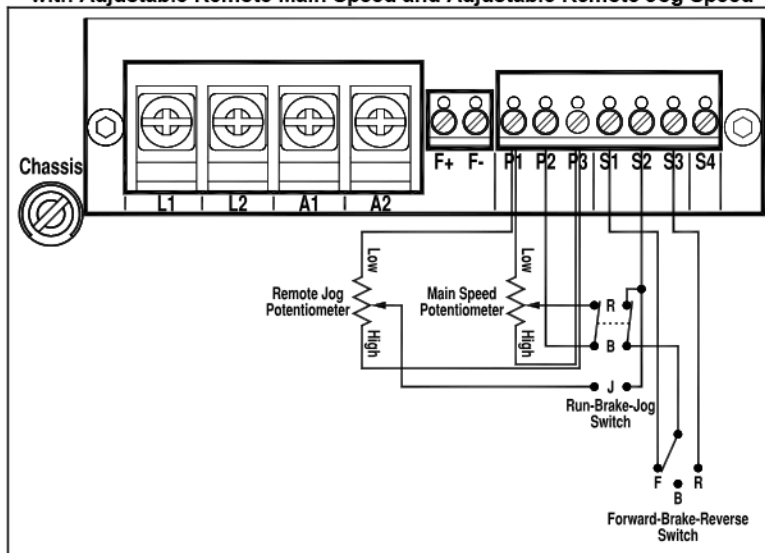 with Adjustable Remote Main Speed and Adjustable Remote Jog Speed
F+ F- P1 P2 P3 S1 S2 S3 S4
Chassis
L1 L2 A1 A2
Low
Low
Remote Jog
Potentiometer
Main Speed
Potentiometer
R
High
High
B
J
Run-Brake-Jog
Switch
F
R
B
Forward-Brake-Reverse
Switch